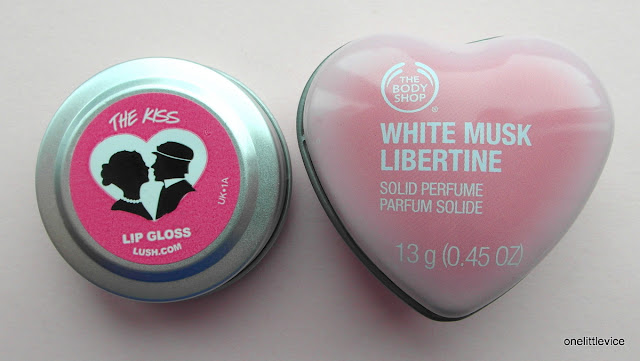 THE KISS
UK•1A
LIP GLOSS
LUSH.COM
THE
BODY
SHOP
WHITE MUSK
LIBERTINE
SOLID PERFUME
PARFUM SOLIDE
13 g (0.45 OZ)
onelittlevice